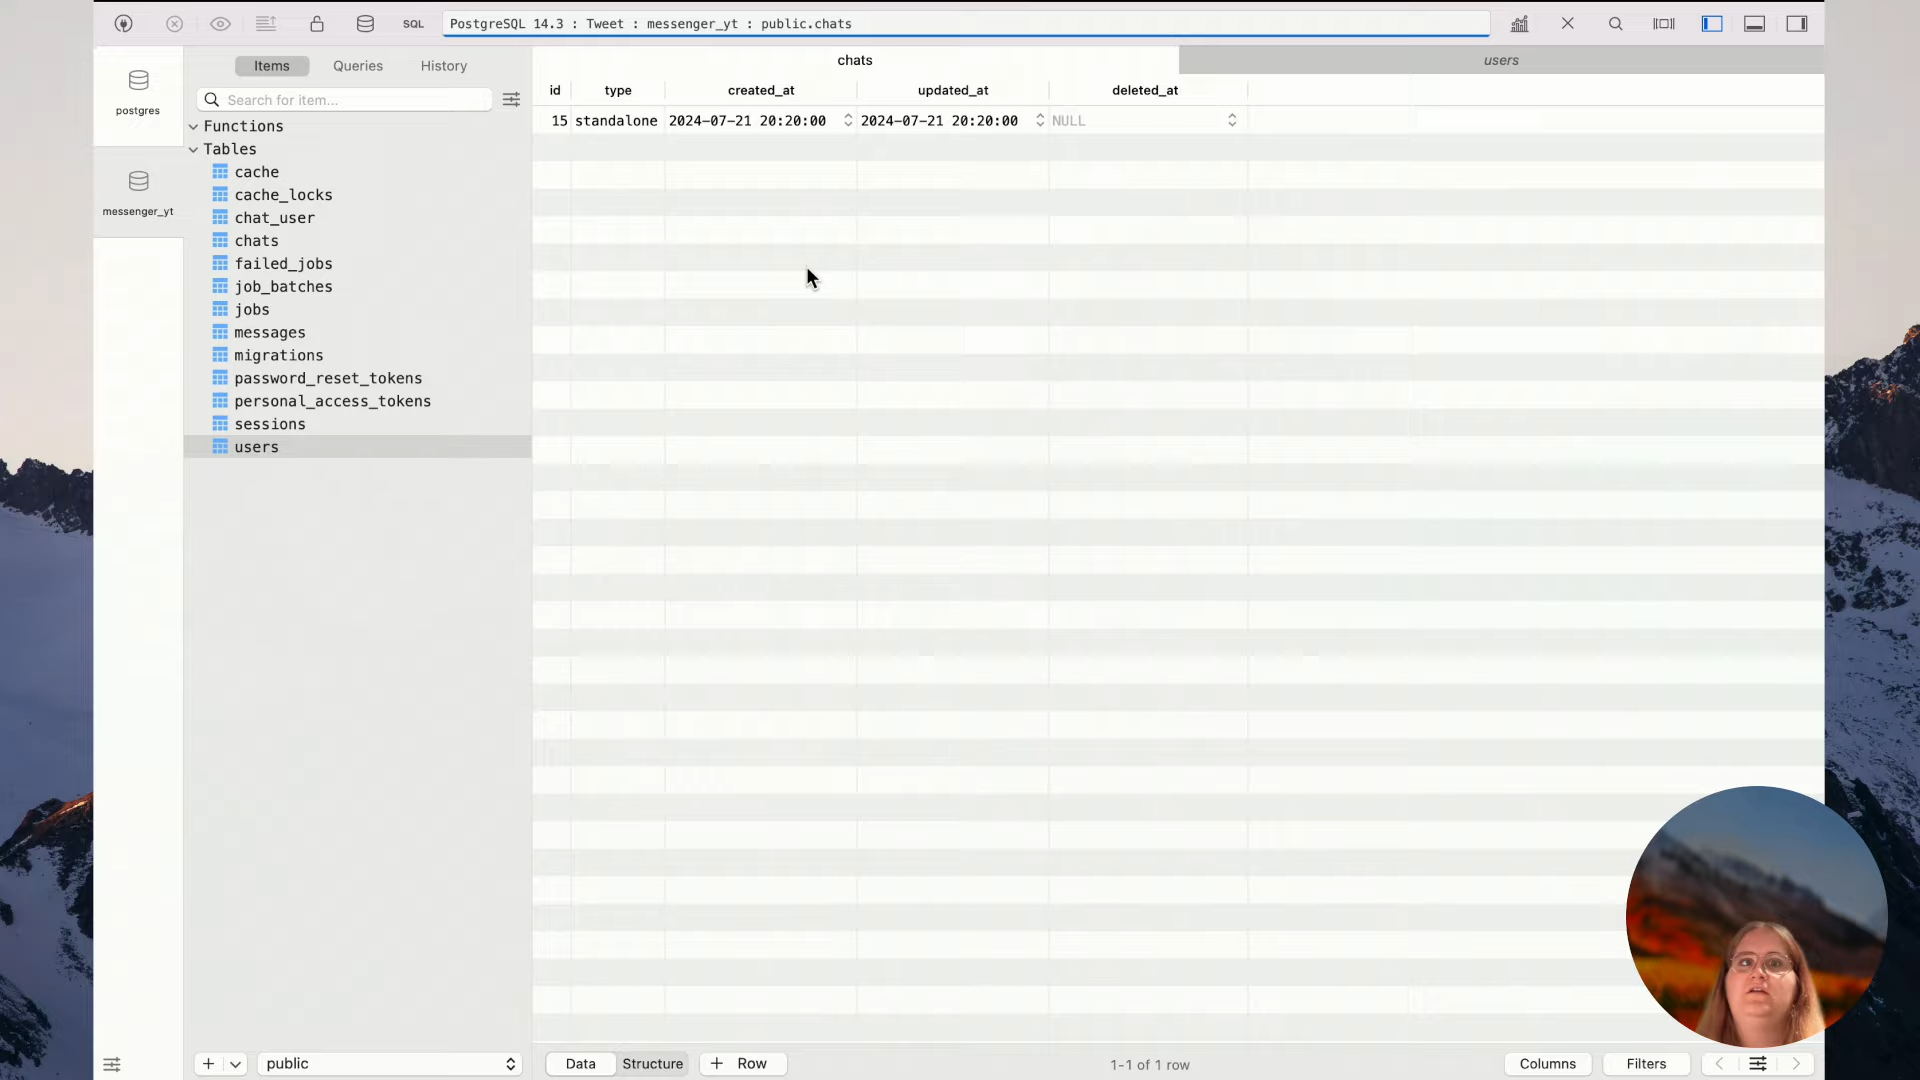 SQL
PostgreSQL 14.3 : Tweet : messenger_yt : public.chats
postgres
messenger_yt
Items
Queries
History
Search for item...
Functions
Tables
cache
cache_locks
chat_user
chats
failed_jobs
job_batches
jobs
messages
migrations
password_reset_tokens
personal_access_tokens
sessions
users
public
chats
users
id type created_at updated_at deleted_at
15 standalone 2024-07-21 20:20:00 2024-07-21 20:20:00 NULL
Data
Structure
+ Row
1-1 of 1 row
Columns
Filters